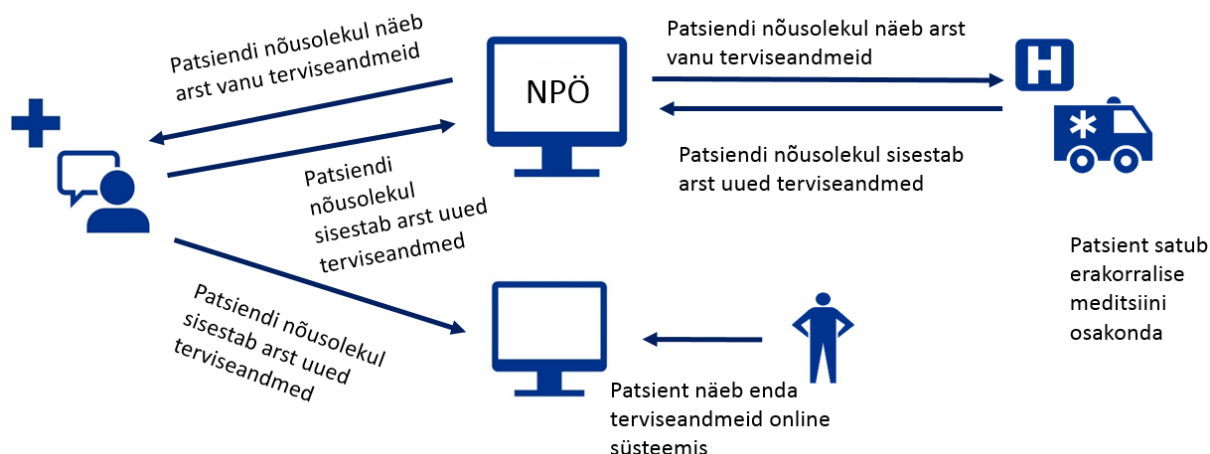 Patsiendi nõusolekul näeb
arst vanu terviseandmeid
NPÖ
Patsiendi nõusolekul näeb arst
vanu terviseandmeid
H
Patsiendi
nõusolekul
sisestab arst uued
terviseandmed
Patsiendi nõusolekul sisestab
arst uued terviseandmed
Patsient satub
erakorralise
meditsiini
osakonda
Patsiendi nõusolekul
sisestab arst uued
terviseandmed
Patsient näeb enda
terviseandmeid online
süsteemis